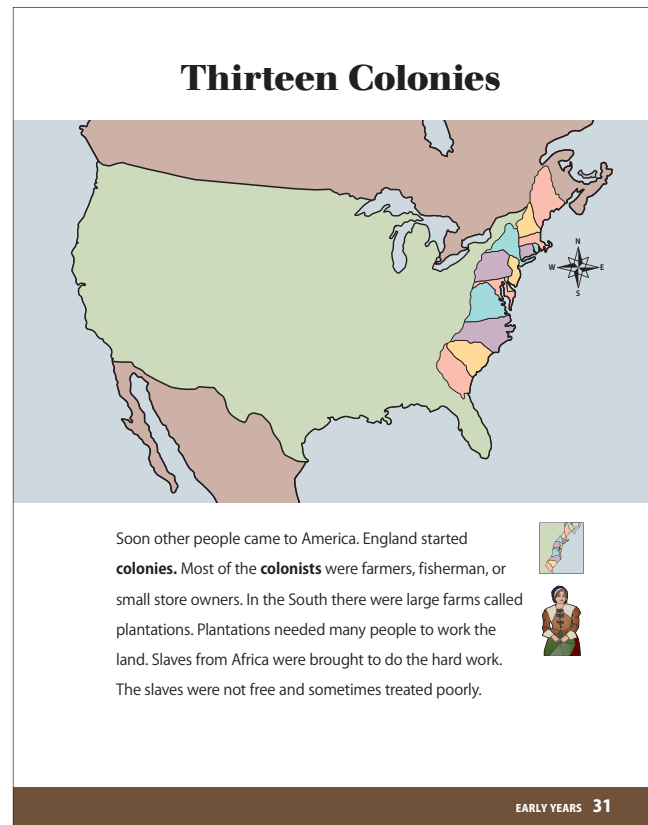 Thirteen Colonies
N
W E
S
Soon other people came to America. England started
colonies. Most of the colonists were farmers, fisherman, or
small store owners. In the South there were large farms called
plantations. Plantations needed many people to work the
land. Slaves from Africa were brought to do the hard work.
The slaves were not free and sometimes treated poorly.
EARLY YEARS 31